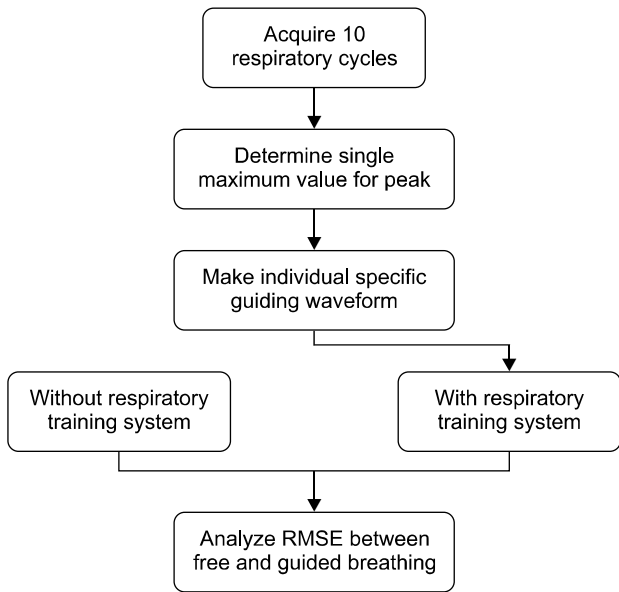 Acquire 10
respiratory cycles
Determine single
maximum value for peak
Make individual specific
guiding waveform
Without respiratory
training system
With respiratory
training system
Analyze RMSE between
free and guided breathing